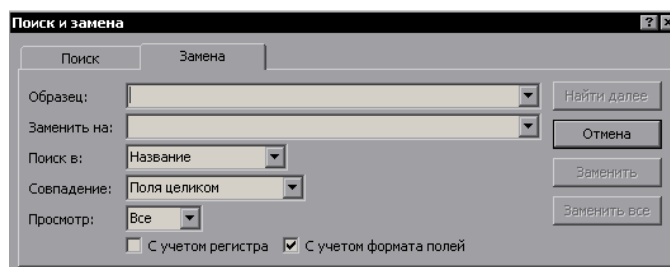 Поиск и замена
Поиск Замена
Образец: Найти далее
Заменить на: Отмена
Поиск в: Название
Совпадение: Поля целиком Заменить
Просмотр: Все Заменить все
С учетом регистра С учетом формата полей